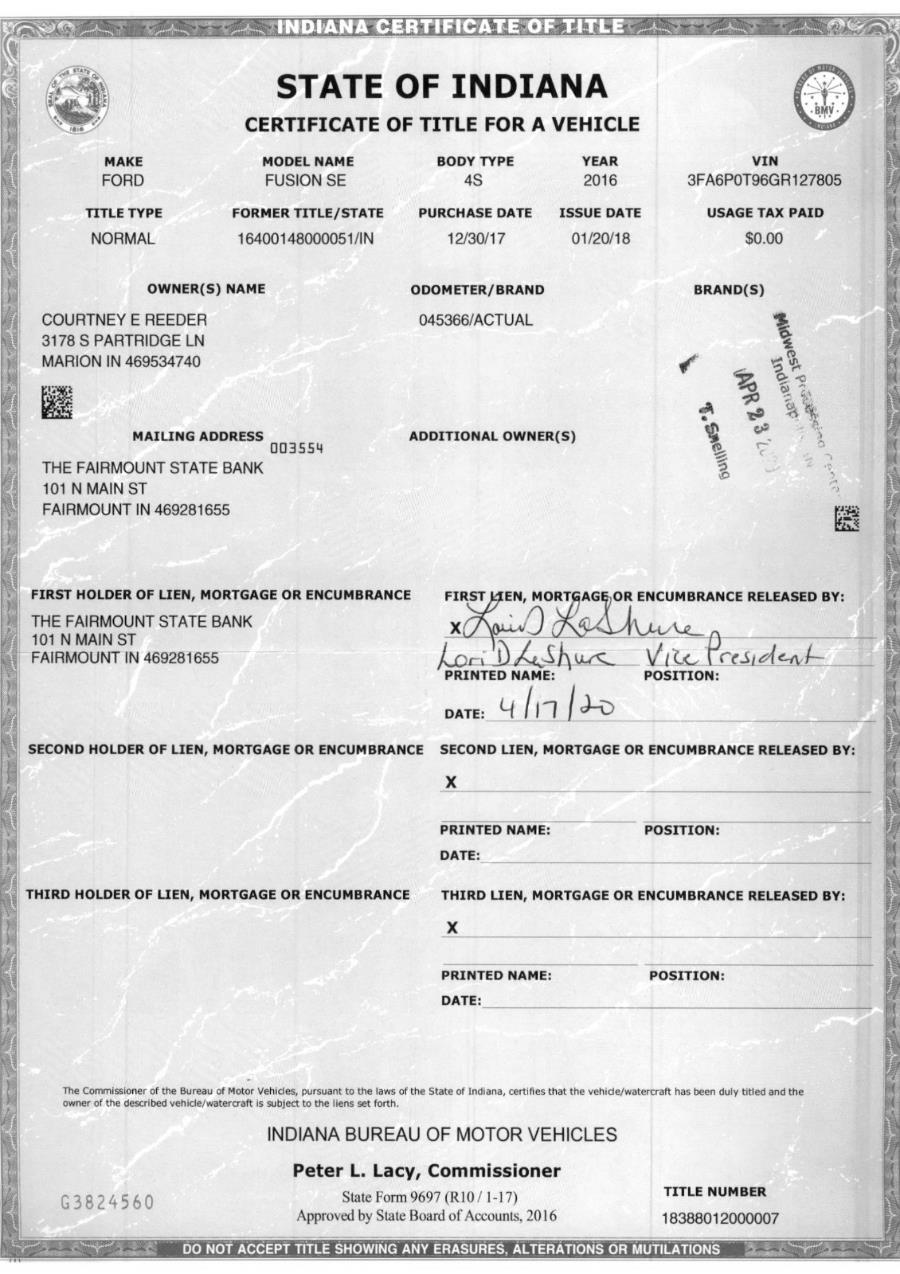 INDIANA CERTIFICATE OF TITLE
STATE OF INDIANA
CERTIFICATE OF TITLE FOR A VEHICLE
BMV
1816
MAKE MODEL NAME BODY TYPE YEAR VIN
FORD FUSION SE 4S 2016 3FA6P0T96GR127805
TITLE TYPE FORMER TITLE/STATE PURCHASE DATE ISSUE DATE USAGE TAX PAID
NORMAL 16400148000051/IN 12/30/17 01/20/18 $0.00
OWNER(S) NAME ODOMETER/BRAND BRAND(S)
COURTNEY E REEDER 045366/ACTUAL
3178 S PARTRIDGE LN
MARION IN 469534740
Midwest Processing Center
Indianapolis IN
APR 23
T. Snelling
MAILING ADDRESS 003554 ADDITIONAL OWNER(S)
THE FAIRMOUNT STATE BANK
101 N MAIN ST
FAIRMOUNT IN 469281655
FIRST HOLDER OF LIEN, MORTGAGE OR ENCUMBRANCE FIRST LIEN, MORTGAGE OR ENCUMBRANCE RELEASED BY:
THE FAIRMOUNT STATE BANK
101 N MAIN ST
FAIRMOUNT IN 469281655
X Lori D LeShure
Lori D LeShure Vice President
PRINTED NAME: POSITION:
DATE: 4/17/20
SECOND HOLDER OF LIEN, MORTGAGE OR ENCUMBRANCE SECOND LIEN, MORTGAGE OR ENCUMBRANCE RELEASED BY:
X
PRINTED NAME: POSITION:
DATE:
THIRD HOLDER OF LIEN, MORTGAGE OR ENCUMBRANCE THIRD LIEN, MORTGAGE OR ENCUMBRANCE RELEASED BY:
X
PRINTED NAME: POSITION:
DATE:
The Commissioner of the Bureau of Motor Vehicles, pursuant to the laws of the State of Indiana, certifies that the vehicle/watercraft has been duly titled and the
owner of the described vehicle/watercraft is subject to the liens set forth.
INDIANA BUREAU OF MOTOR VEHICLES
Peter L. Lacy, Commissioner
State Form 9697 (R10 / 1-17)
Approved by State Board of Accounts, 2016
G3824560
TITLE NUMBER
18388012000007
DO NOT ACCEPT TITLE SHOWING ANY ERASURES, ALTERATIONS OR MUTILATIONS